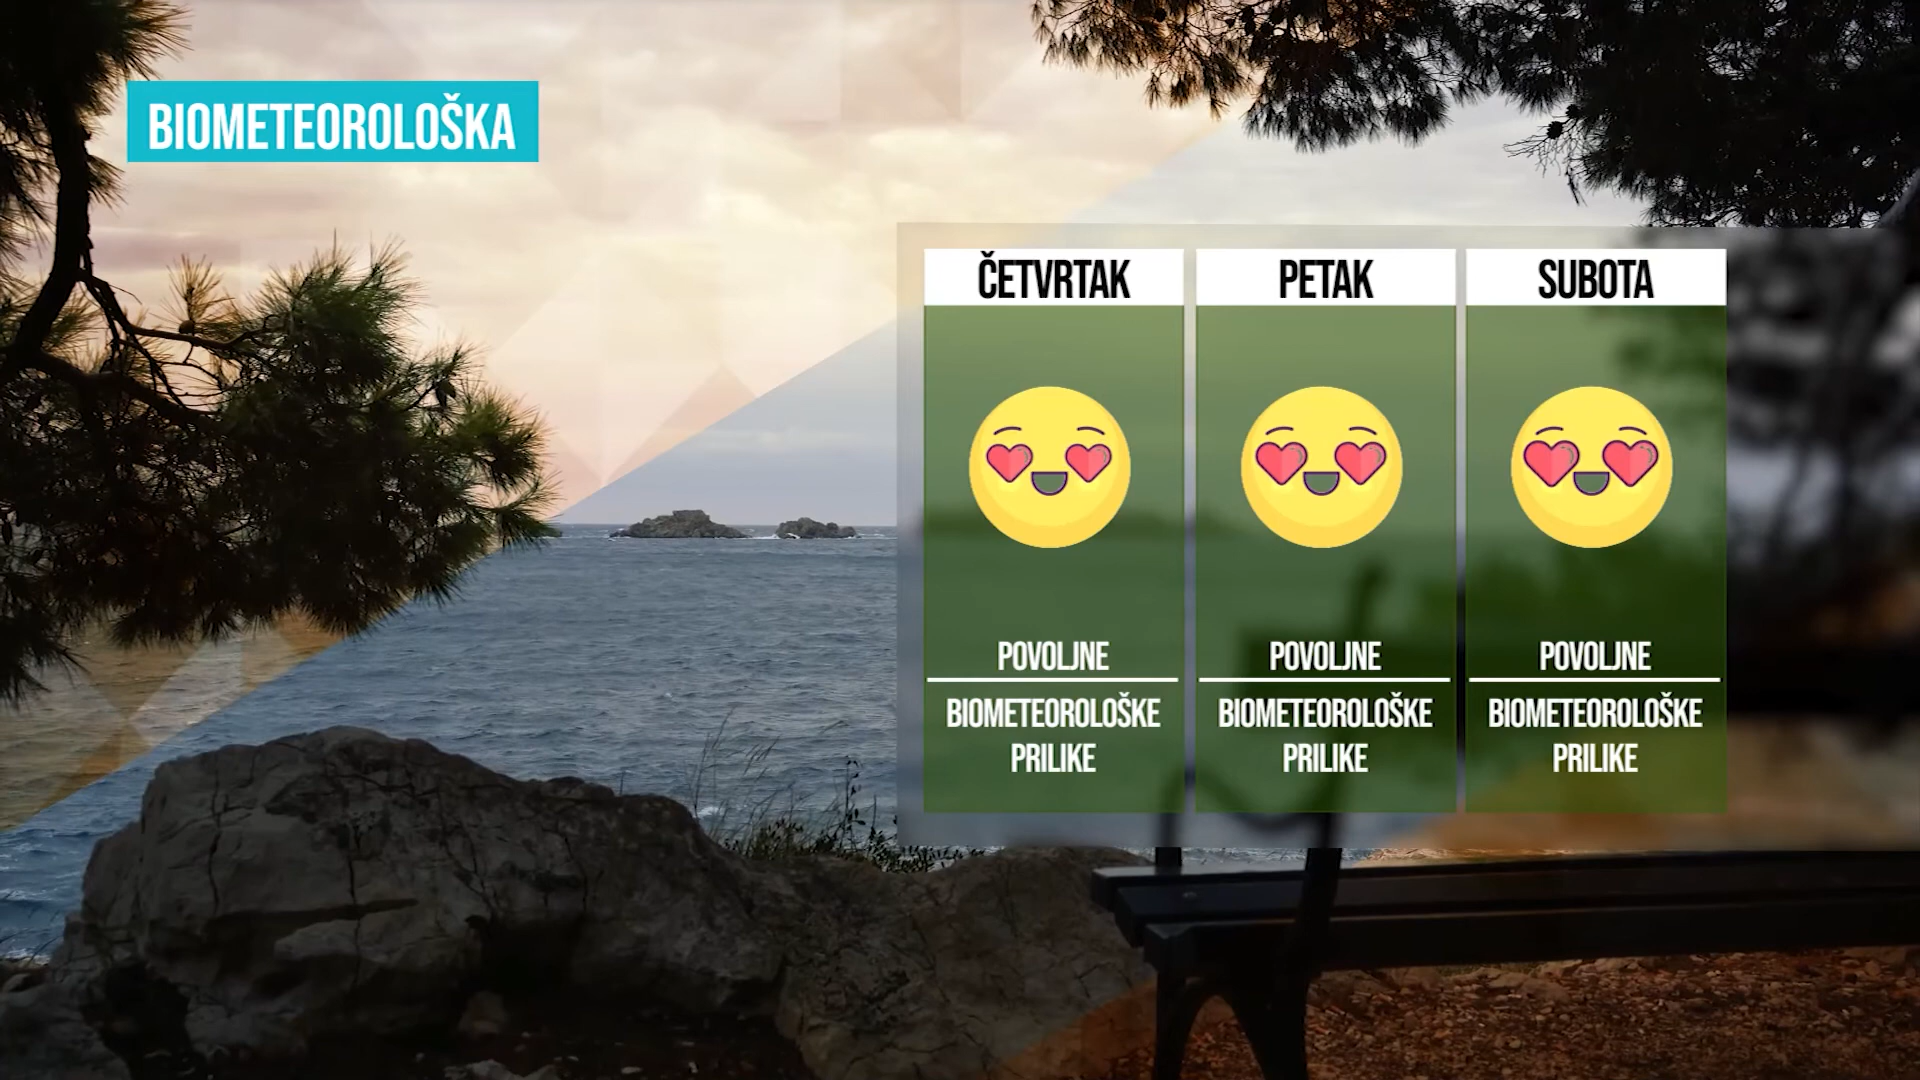 BIOMETEOROLOŠKA
ČETVRTAK
POVOLJNE
BIOMETEOROLOŠKE
PRILIKE
PETAK
POVOLJNE
BIOMETEOROLOŠKE
PRILIKE
SUBOTA
POVOLJNE
BIOMETEOROLOŠKE
PRILIKE